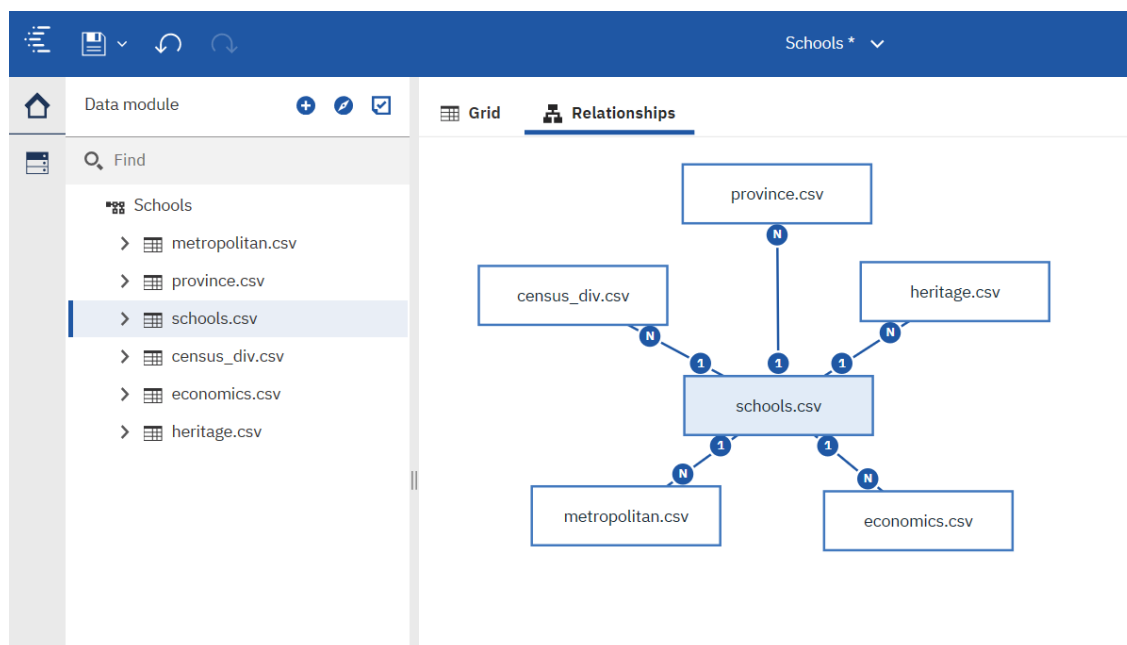 Schools *
Data module
Grid
Relationships
Find
Schools
metropolitan.csv
province.csv
schools.csv
census_div.csv
economics.csv
heritage.csv
province.csv
N
census_div.csv
heritage.csv
N
N
1
1
1
schools.csv
1
1
N
N
metropolitan.csv
economics.csv